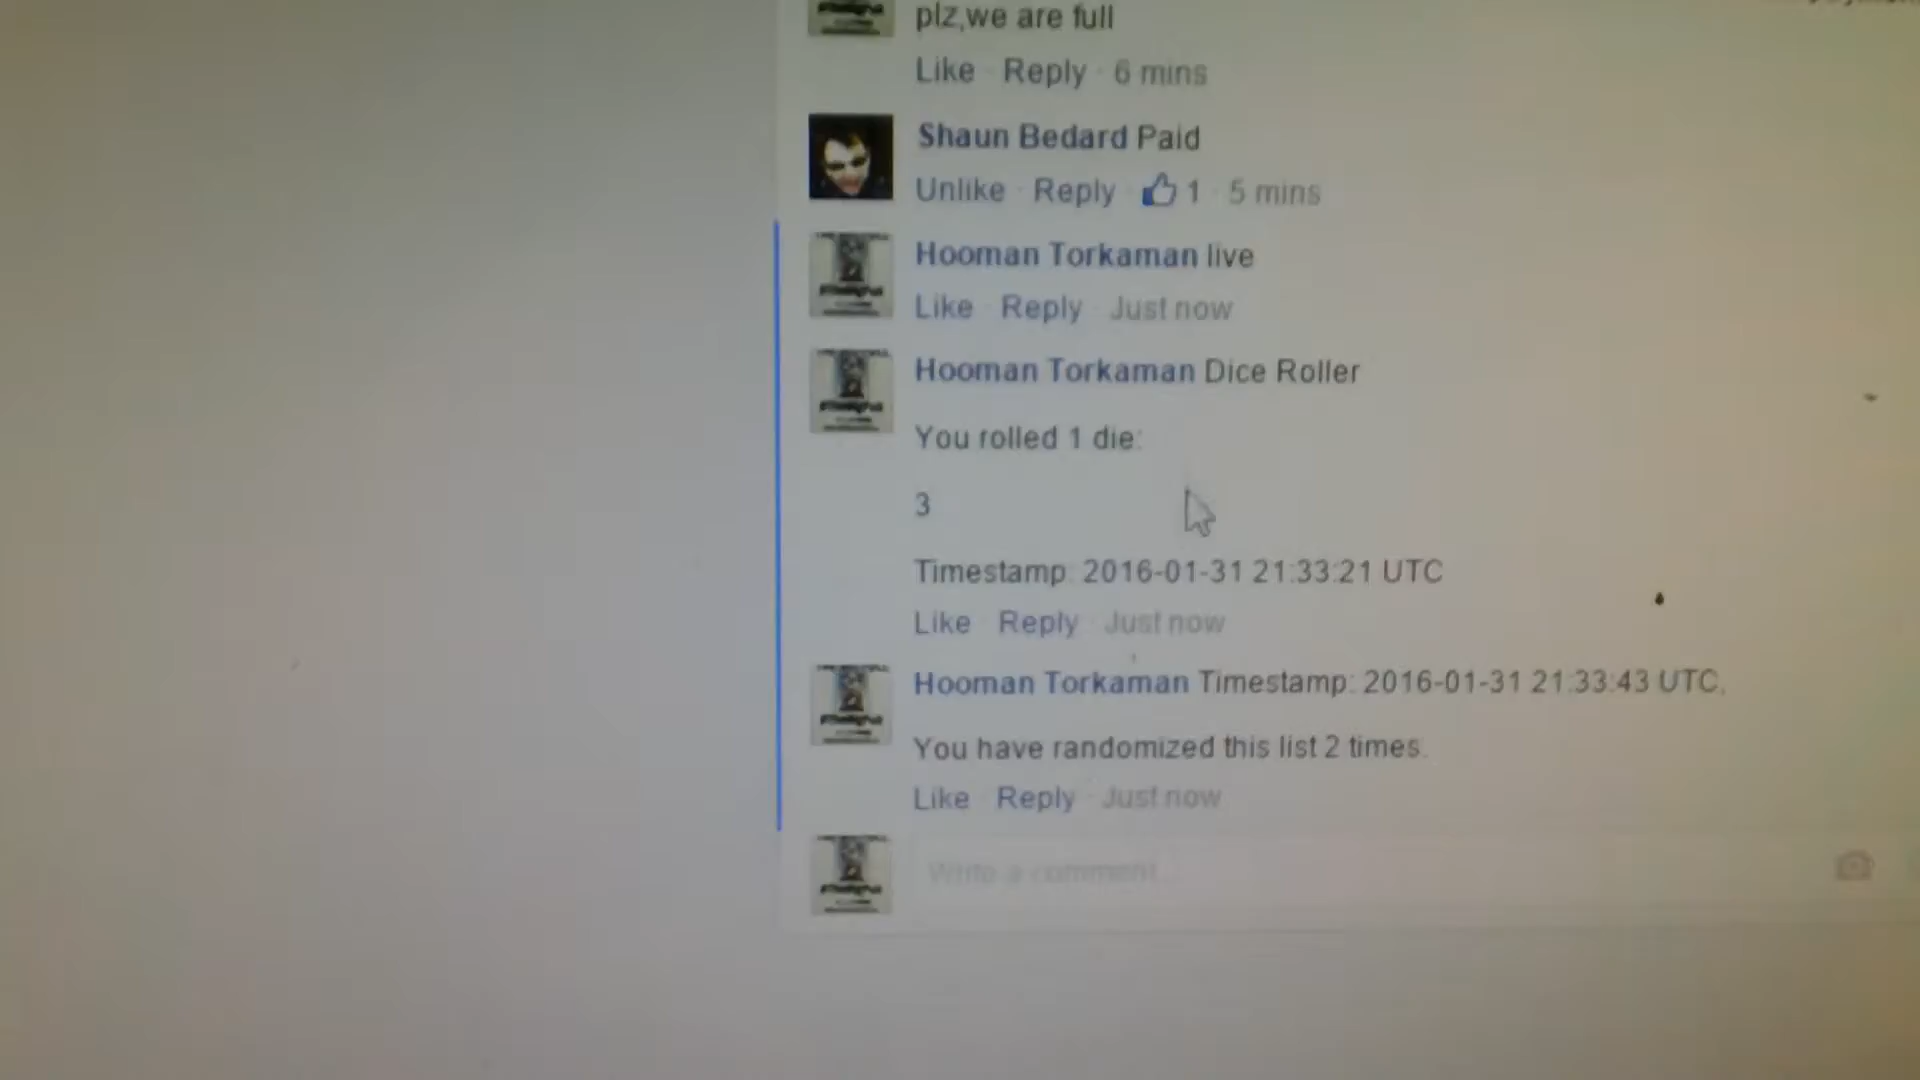 plz,we are full
Like · Reply · 6 mins
Shaun Bedard Paid
Unlike · Reply · 1 · 5 mins
Hooman Torkaman live
Like · Reply · Just now
Hooman Torkaman Dice Roller
You rolled 1 die:
3
Timestamp: 2016-01-31 21:33:21 UTC
Like · Reply · Just now
Hooman Torkaman Timestamp: 2016-01-31 21:33:43 UTC,
You have randomized this list 2 times.
Like · Reply · Just now
Write a comment...